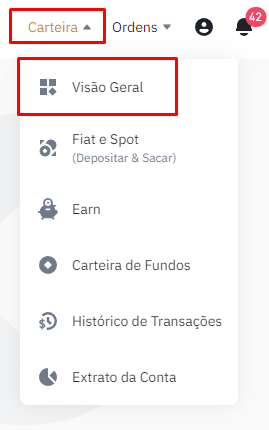 Carteira Ordens 42
Visão Geral
Fiat e Spot
(Depositar & Sacar)
Earn
Carteira de Fundos
Histórico de Transações
Extrato da Conta